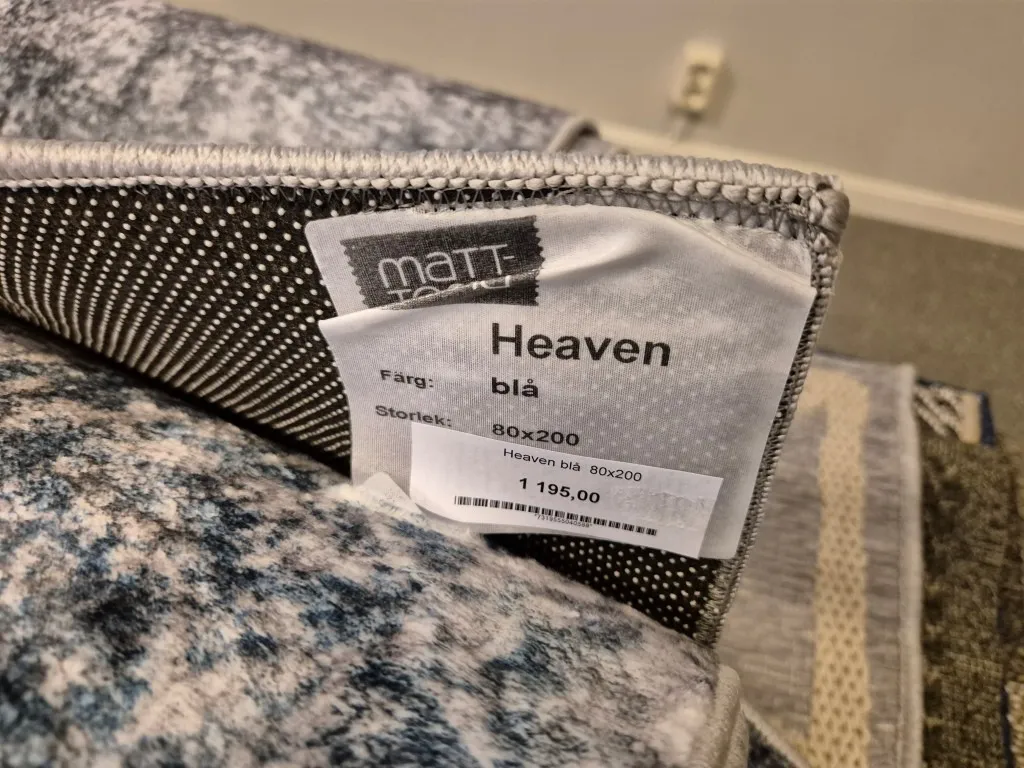 maTT-
Heaven
Färg: blå
Storlek: 80x200
Heaven blå 80x200
1 195,00